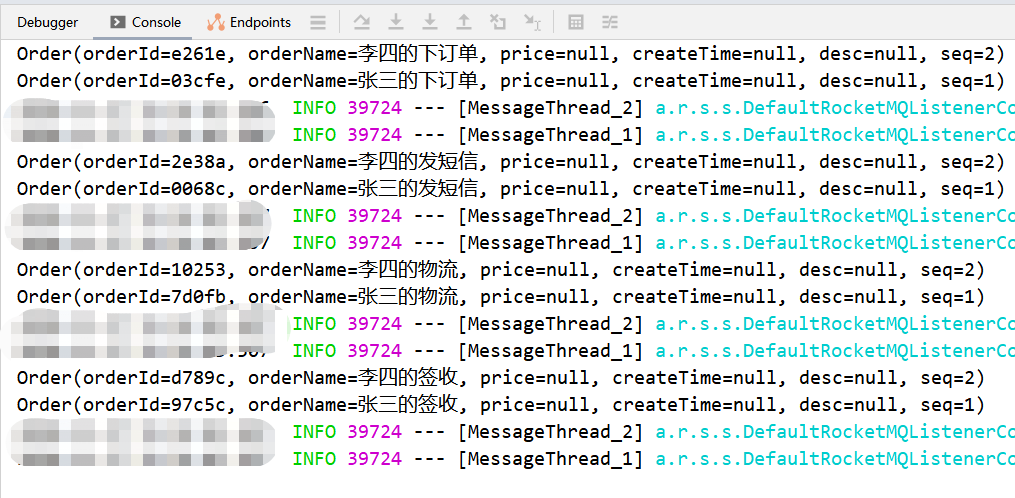 Debugger Console Endpoints
Order(orderId=e261e, orderName=李四的下订单, price=null, createTime=null, desc=null, seq=2)
Order(orderId=03cfe, orderName=张三的下订单, price=null, createTime=null, desc=null, seq=1)
INFO 39724 --- [MessageThread_2] a.r.s.s.DefaultRocketMQListenerCo
INFO 39724 --- [MessageThread_1] a.r.s.s.DefaultRocketMQListenerCo
Order(orderId=2e38a, orderName=李四的发短信, price=null, createTime=null, desc=null, seq=2)
Order(orderId=0068c, orderName=张三的发短信, price=null, createTime=null, desc=null, seq=1)
INFO 39724 --- [MessageThread_2] a.r.s.s.DefaultRocketMQListenerCo
INFO 39724 --- [MessageThread_1] a.r.s.s.DefaultRocketMQListenerCo
Order(orderId=10253, orderName=李四的物流, price=null, createTime=null, desc=null, seq=2)
Order(orderId=7d0fb, orderName=张三的物流, price=null, createTime=null, desc=null, seq=1)
INFO 39724 --- [MessageThread_2] a.r.s.s.DefaultRocketMQListenerCo
INFO 39724 --- [MessageThread_1] a.r.s.s.DefaultRocketMQListenerCo
Order(orderId=d789c, orderName=李四的签收, price=null, createTime=null, desc=null, seq=2)
Order(orderId=97c5c, orderName=张三的签收, price=null, createTime=null, desc=null, seq=1)
INFO 39724 --- [MessageThread_2] a.r.s.s.DefaultRocketMQListenerCo
INFO 39724 --- [MessageThread_1] a.r.s.s.DefaultRocketMQListenerCo